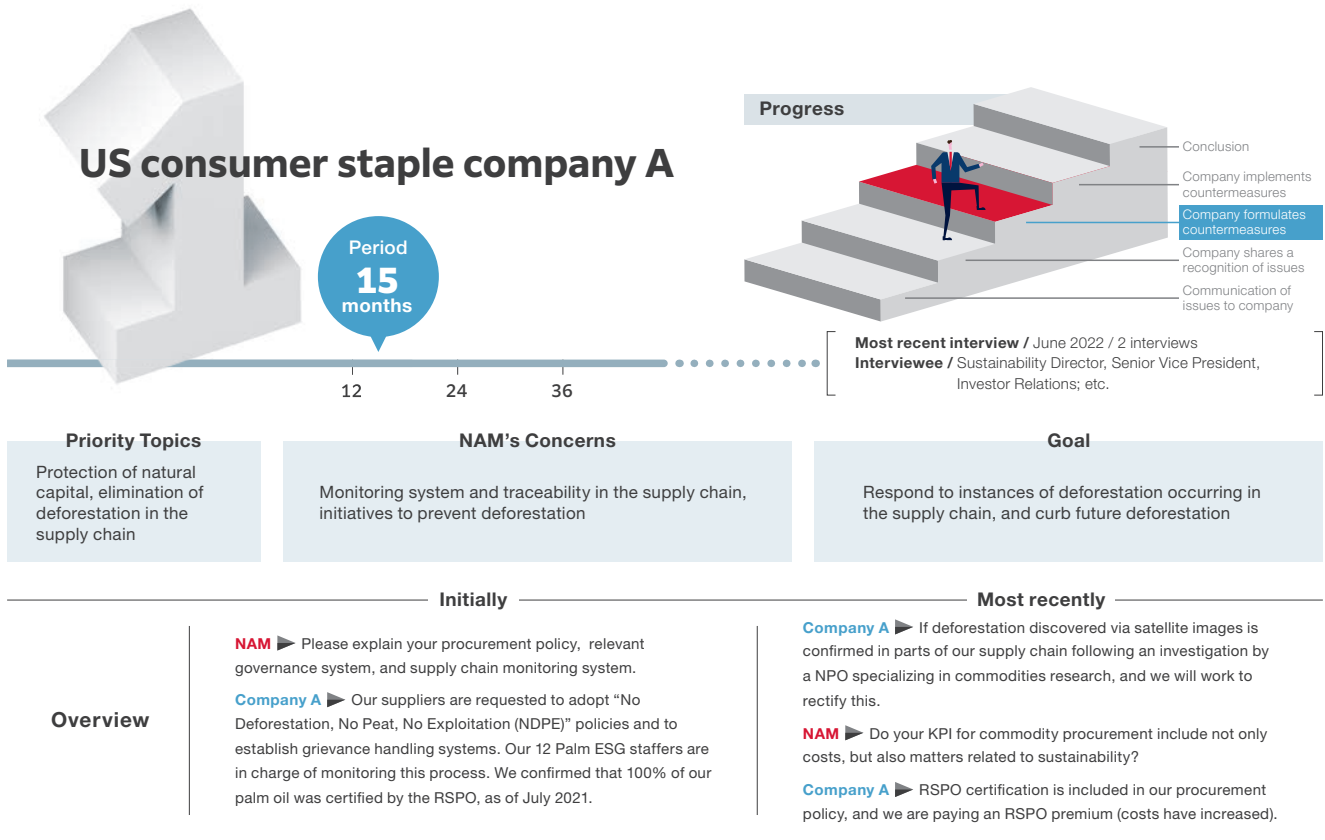 US consumer staple company A
Period
15
months
12
24
36
Progress
Conclusion
Company implements
countermeasures
Company formulates
countermeasures
Company shares a
recognition of issues
Communication of
issues to company
Most recent interview / June 2022 / 2 interviews
Interviewee / Sustainability Director, Senior Vice President,
Investor Relations; etc.
Priority Topics
Protection of natural
capital, elimination of
deforestation in the
supply chain
NAM's Concerns
Monitoring system and traceability in the supply chain,
initiatives to prevent deforestation
Goal
Respond to instances of deforestation occurring in
the supply chain, and curb future deforestation
Overview
Initially
NAM Please explain your procurement policy, relevant
governance system, and supply chain monitoring system.
Company A Our suppliers are requested to adopt “No
Deforestation, No Peat, No Exploitation (NDPE)” policies and to
establish grievance handling systems. Our 12 Palm ESG staffers are
in charge of monitoring this process. We confirmed that 100% of our
palm oil was certified by the RSPO, as of July 2021.
Most recently
Company A If deforestation discovered via satellite images is
confirmed in parts of our supply chain following an investigation by
a NPO specializing in commodities research, and we will work to
rectify this.
NAM Do your KPI for commodity procurement include not only
costs, but also matters related to sustainability?
Company A RSPO certification is included in our procurement
policy, and we are paying an RSPO premium (costs have increased).